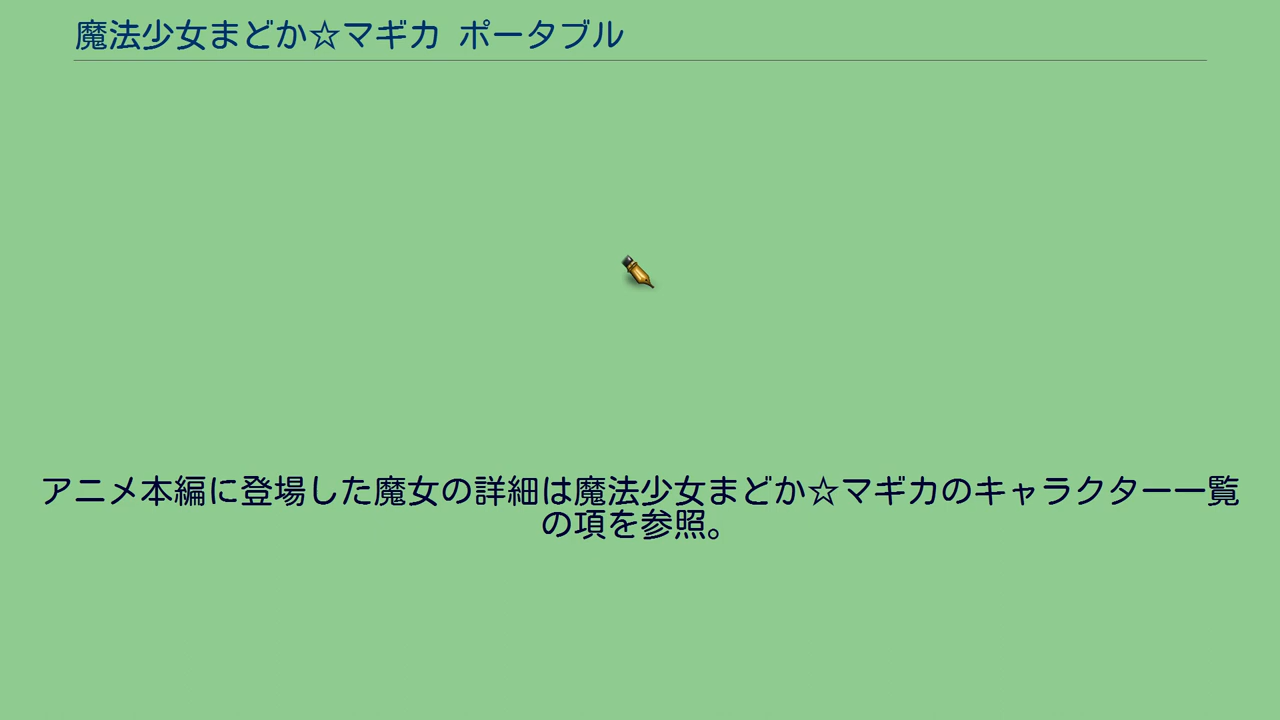 魔法少女まどか☆マギカ ポータブル
アニメ本編に登場した魔女の詳細は魔法少女まどか☆マギカのキャラクター一覧
の項を参照。